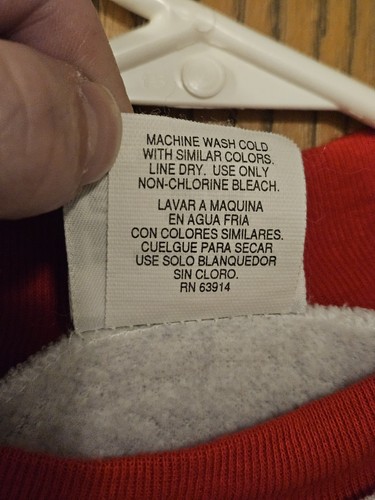 MACHINE WASH COLD
WITH SIMILAR COLORS.
LINE DRY. USE ONLY
NON-CHLORINE BLEACH.
LAVAR A MAQUINA
EN AGUA FRIA
CON COLORES SIMILARES.
CUELGUE PARA SECAR
USE SOLO BLANQUEDOR
SIN CLORO.
RN 63914